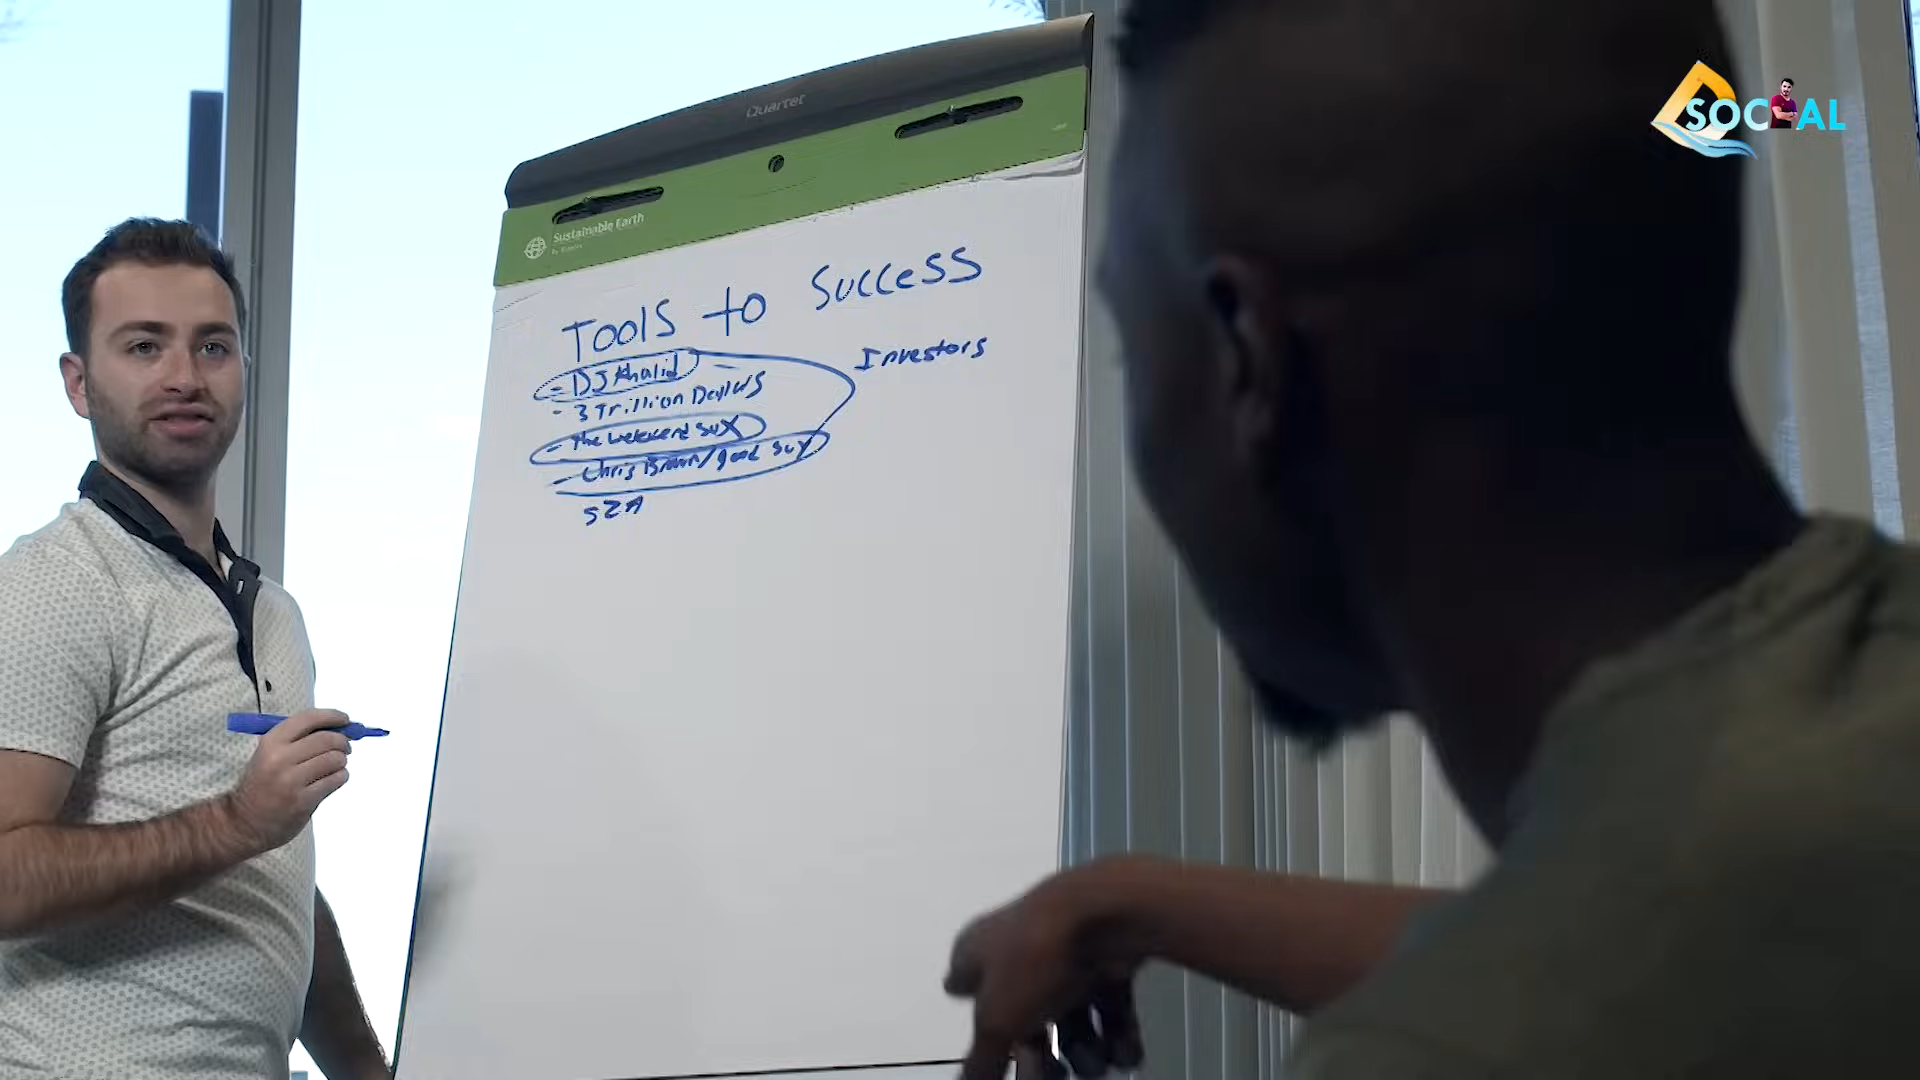 SOCIAL
Quartet
Sustainable Earth
TOOLS to Success
Investors
- DJ Khalid
- 3 Trillion
- the weekend sux
- Chris Brown/good guy
SZA